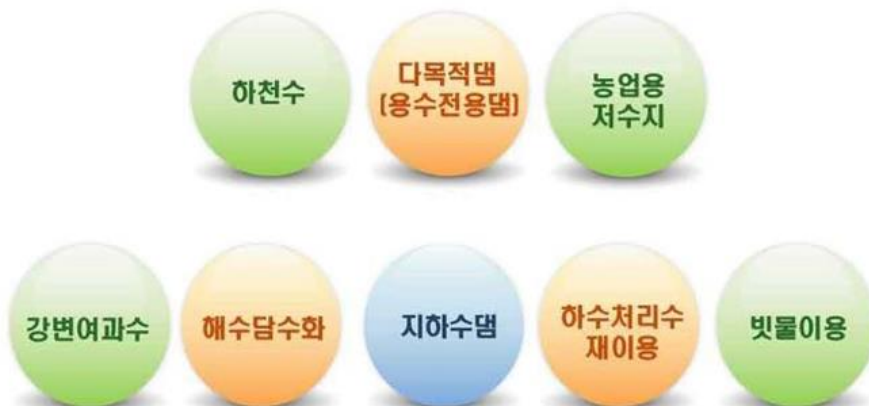 하천수
다목적댐
(용수전용댐)
농업용
저수지
강변여과수
해수담수화
지하수댐
하수처리수
재이용
빗물이용